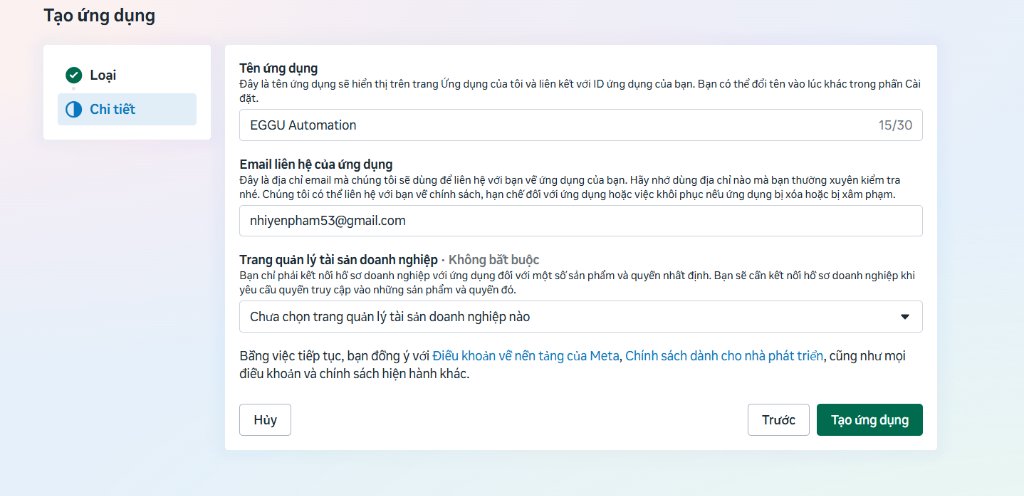 Tạo ứng dụng
Loại
Chi tiết
Tên ứng dụng
Đây là tên ứng dụng sẽ hiển thị trên trang Ứng dụng của tôi và liên kết với ID ứng dụng của bạn. Bạn có thể đổi tên vào lúc khác trong phần Cài
đặt.
EGGU Automation 15/30
Email liên hệ của ứng dụng
Đây là địa chỉ email mà chúng tôi sẽ dùng để liên hệ với bạn về ứng dụng của bạn. Hãy nhớ dùng địa chỉ nào mà bạn thường xuyên kiểm tra
nhé. Chúng tôi có thể liên hệ với bạn về chính sách, hạn chế đối với ứng dụng hoặc việc khôi phục nếu ứng dụng bị xóa hoặc bị xâm phạm.
nhiyenpham53@gmail.com
Trang quản lý tài sản doanh nghiệp · Không bắt buộc
Bạn chỉ phải kết nối hồ sơ doanh nghiệp với ứng dụng đối với một số sản phẩm và quyền nhất định. Bạn sẽ cần kết nối hồ sơ doanh nghiệp khi
yêu cầu quyền truy cập vào những sản phẩm và quyền đó.
Chưa chọn trang quản lý tài sản doanh nghiệp nào
Bằng việc tiếp tục, bạn đồng ý với Điều khoản về nền tảng của Meta, Chính sách dành cho nhà phát triển, cũng như mọi
điều khoản và chính sách hiện hành khác.
Hủy
Trước
Tạo ứng dụng